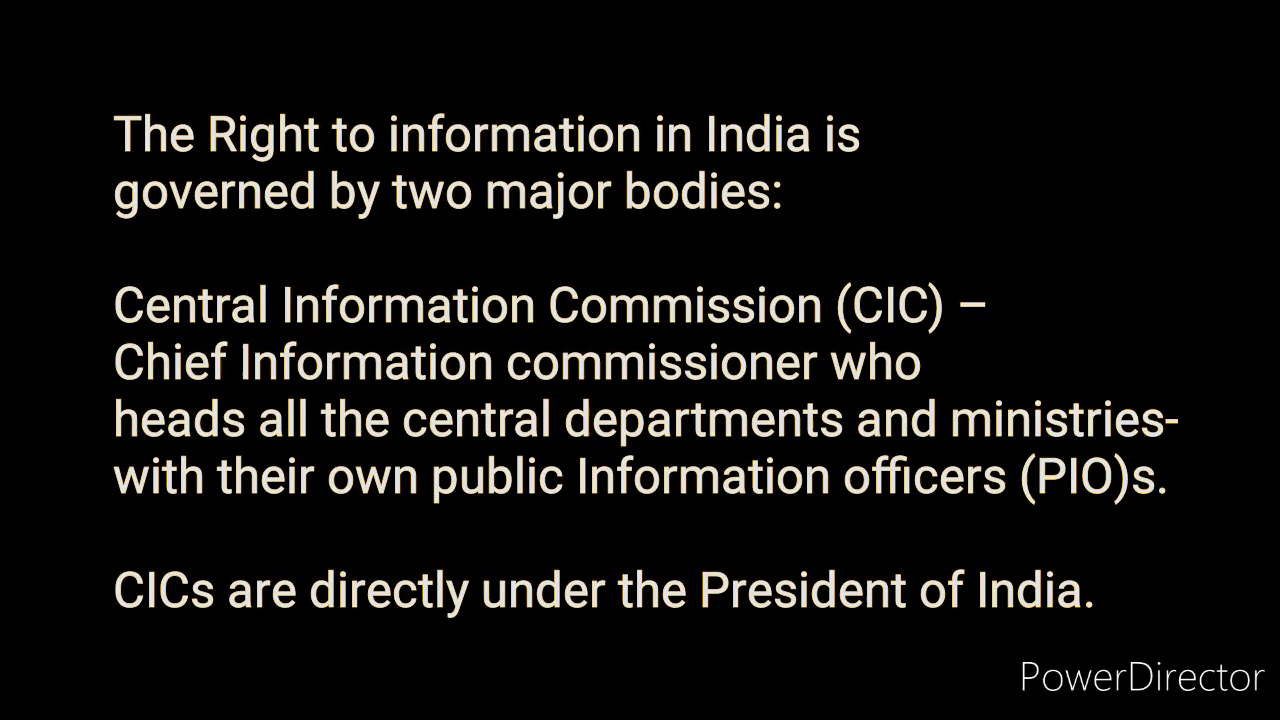 The Right to information in India is
governed by two major bodies:
Central Information Commission (CIC) –
Chief Information commissioner who
heads all the central departments and ministries-
with their own public Information officers (PIO)s.
CICs are directly under the President of India.
PowerDirector